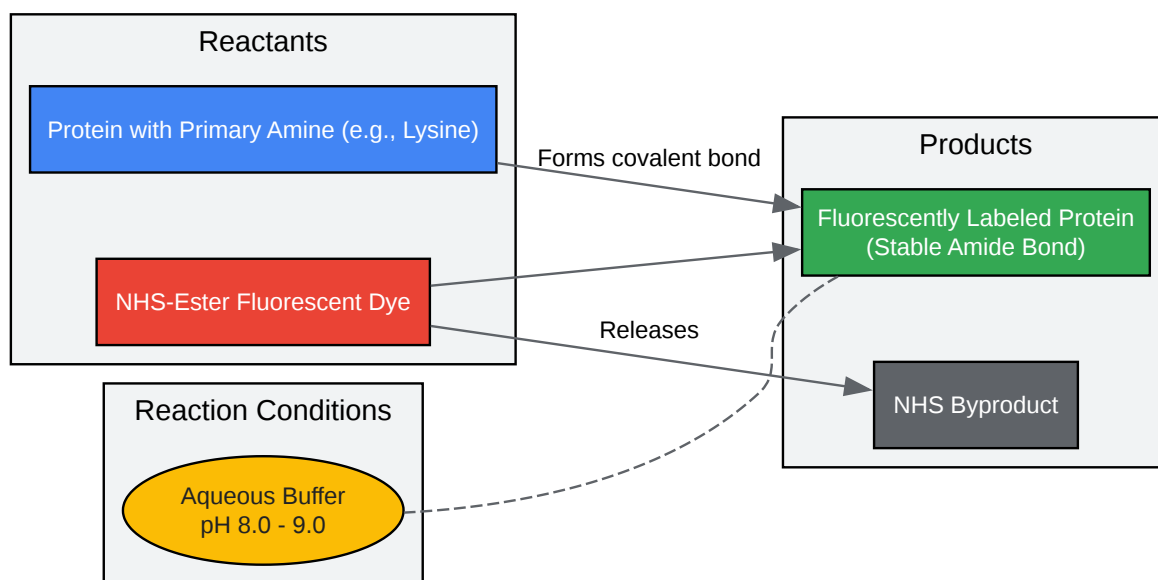 Reactants
Protein with Primary Amine (e.g., Lysine)
NHS-Ester Fluorescent Dye
Forms covalent bond
Releases
Products
Fluorescently Labeled Protein
(Stable Amide Bond)
NHS Byproduct
Reaction Conditions
Aqueous Buffer
pH 8.0 - 9.0